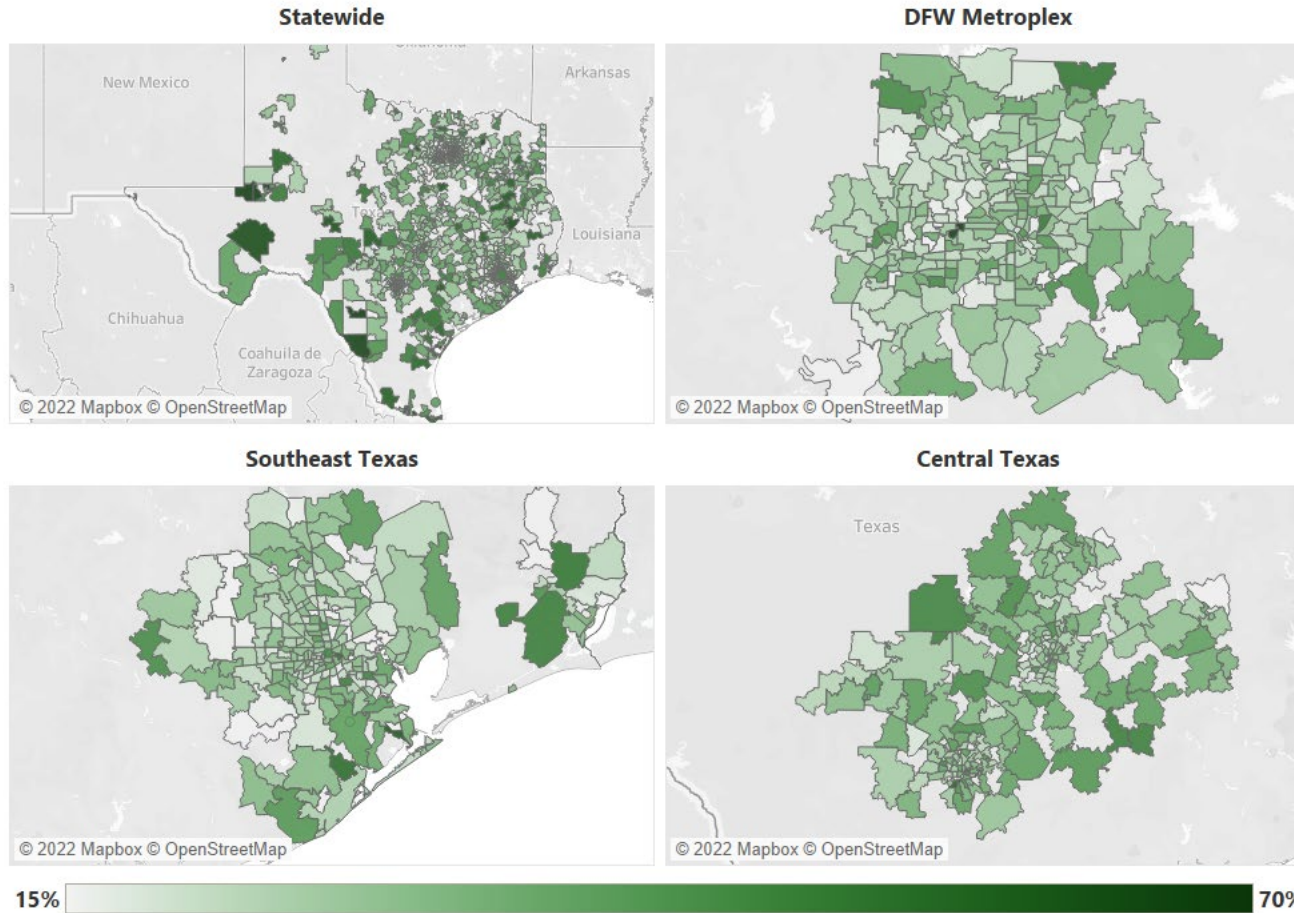 Statewide
DFW Metroplex
New Mexico
Arkansas
Louisiana
Chihuahua
Coahuila de
Zaragoza
© 2022 Mapbox © OpenStreetMap
© 2022 Mapbox © OpenStreetMap
Southeast Texas
Central Texas
Texas
© 2022 Mapbox © OpenStreetMap
© 2022 Mapbox © OpenStreetMap
15%
70%